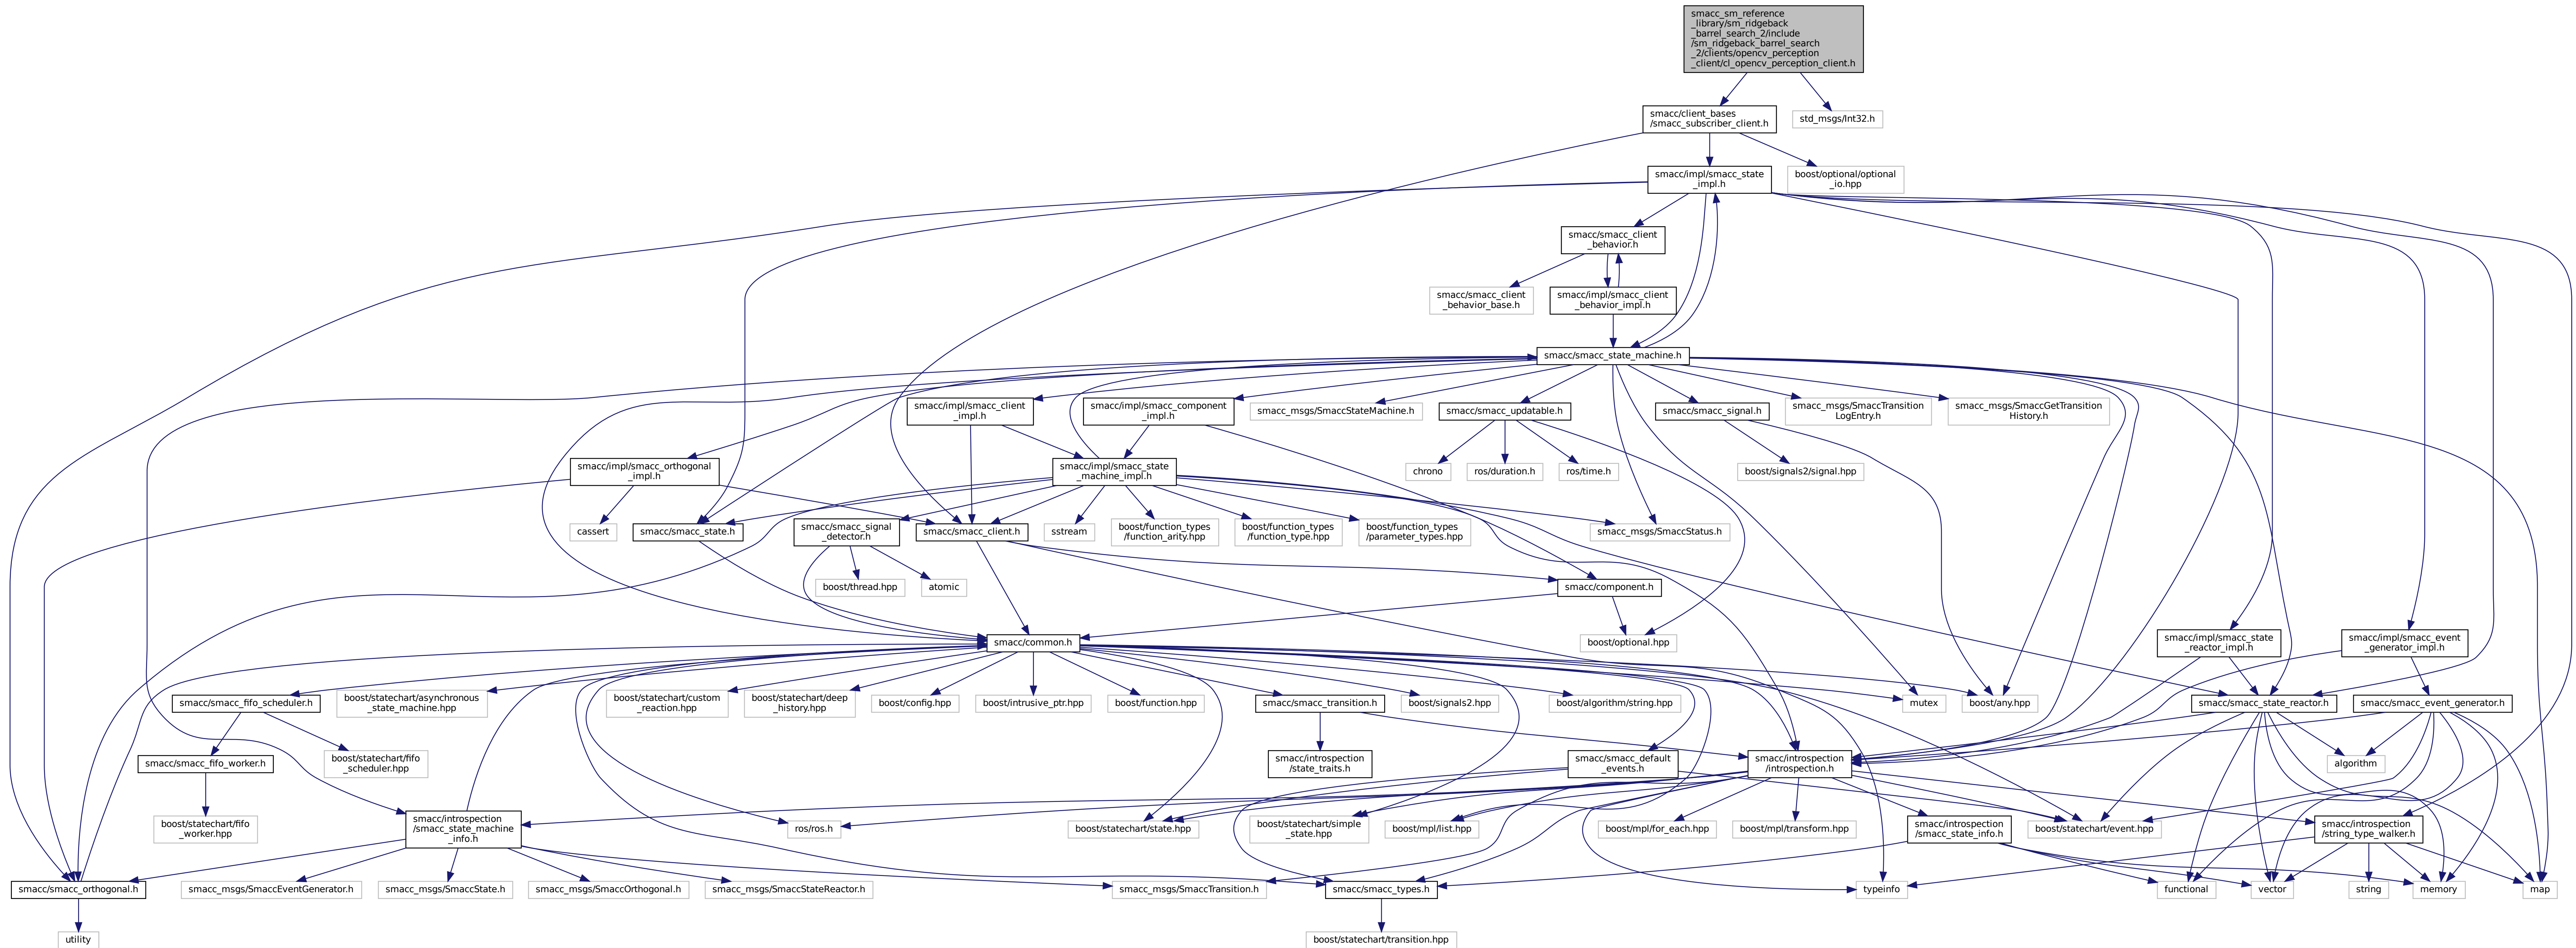 smacc_sm_reference
_library/sm_ridgeback
_barrel_search_2/include
/sm_ridgeback_barrel_search
_2/clients/opencv_perception
_client/cl_opencv_perception_client.h
smacc/client_bases
/smacc_subscriber_client.h
std_msgs/Int32.h
smacc/impl/smacc_state
_impl.h
boost/optional/optional
_io.hpp
smacc/smacc_client
_behavior.h
smacc/smacc_client
_behavior_base.h
smacc/impl/smacc_client
_behavior_impl.h
smacc/smacc_state_machine.h
smacc/impl/smacc_client
_impl.h
smacc/impl/smacc_component
_impl.h
smacc_msgs/SmaccStateMachine.h
smacc/smacc_updatable.h
smacc/smacc_signal.h
smacc_msgs/SmaccTransition
LogEntry.h
smacc_msgs/SmaccGetTransition
History.h
smacc/impl/smacc_orthogonal
_impl.h
smacc/impl/smacc_state
_machine_impl.h
chrono
ros/duration.h
ros/time.h
boost/signals2/signal.hpp
cassert
smacc/smacc_state.h
smacc/smacc_signal
_detector.h
smacc/smacc_client.h
sstream
boost/function_types
/function_arity.hpp
boost/function_types
/function_type.hpp
boost/function_types
/parameter_types.hpp
smacc_msgs/SmaccStatus.h
boost/thread.hpp
atomic
smacc/component.h
smacc/common.h
boost/optional.hpp
smacc/impl/smacc_state
_reactor_impl.h
smacc/impl/smacc_event
_generator_impl.h
smacc/smacc_fifo_scheduler.h
boost/statechart/asynchronous
_state_machine.hpp
boost/statechart/custom
_reaction.hpp
boost/statechart/deep
_history.hpp
boost/config.hpp
boost/intrusive_ptr.hpp
boost/function.hpp
smacc/smacc_transition.h
boost/signals2.hpp
boost/algorithm/string.hpp
mutex
boost/any.hpp
smacc/smacc_state_reactor.h
smacc/smacc_event_generator.h
smacc/smacc_fifo_worker.h
boost/statechart/fifo
_scheduler.hpp
smacc/introspection
/state_traits.h
smacc/smacc_default
_events.h
smacc/introspection
/introspection.h
algorithm
boost/statechart/fifo
_worker.hpp
smacc/introspection
/smacc_state_machine
_info.h
ros/ros.h
boost/statechart/state.hpp
boost/statechart/simple
_state.hpp
boost/mpl/list.hpp
boost/mpl/for_each.hpp
boost/mpl/transform.hpp
smacc/introspection
/smacc_state_info.h
boost/statechart/event.hpp
smacc/introspection
/string_type_walker.h
smacc/smacc_orthogonal.h
smacc_msgs/SmaccEventGenerator.h
smacc_msgs/SmaccState.h
smacc_msgs/SmaccOrthogonal.h
smacc_msgs/SmaccStateReactor.h
smacc_msgs/SmaccTransition.h
smacc/smacc_types.h
typeinfo
functional
vector
string
memory
map
utility
boost/statechart/transition.hpp